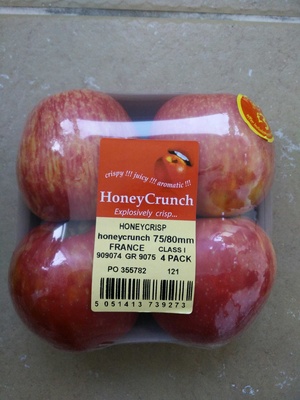 crispy !!! juicy !!! aromatic !!!
HoneyCrunch
Explosively crisp...
HONEYCRISP
honeycrunch 75/80mm
FRANCE CLASS I
909074 GR 9075 4 PACK
PO 355782 121
5 051413 739273